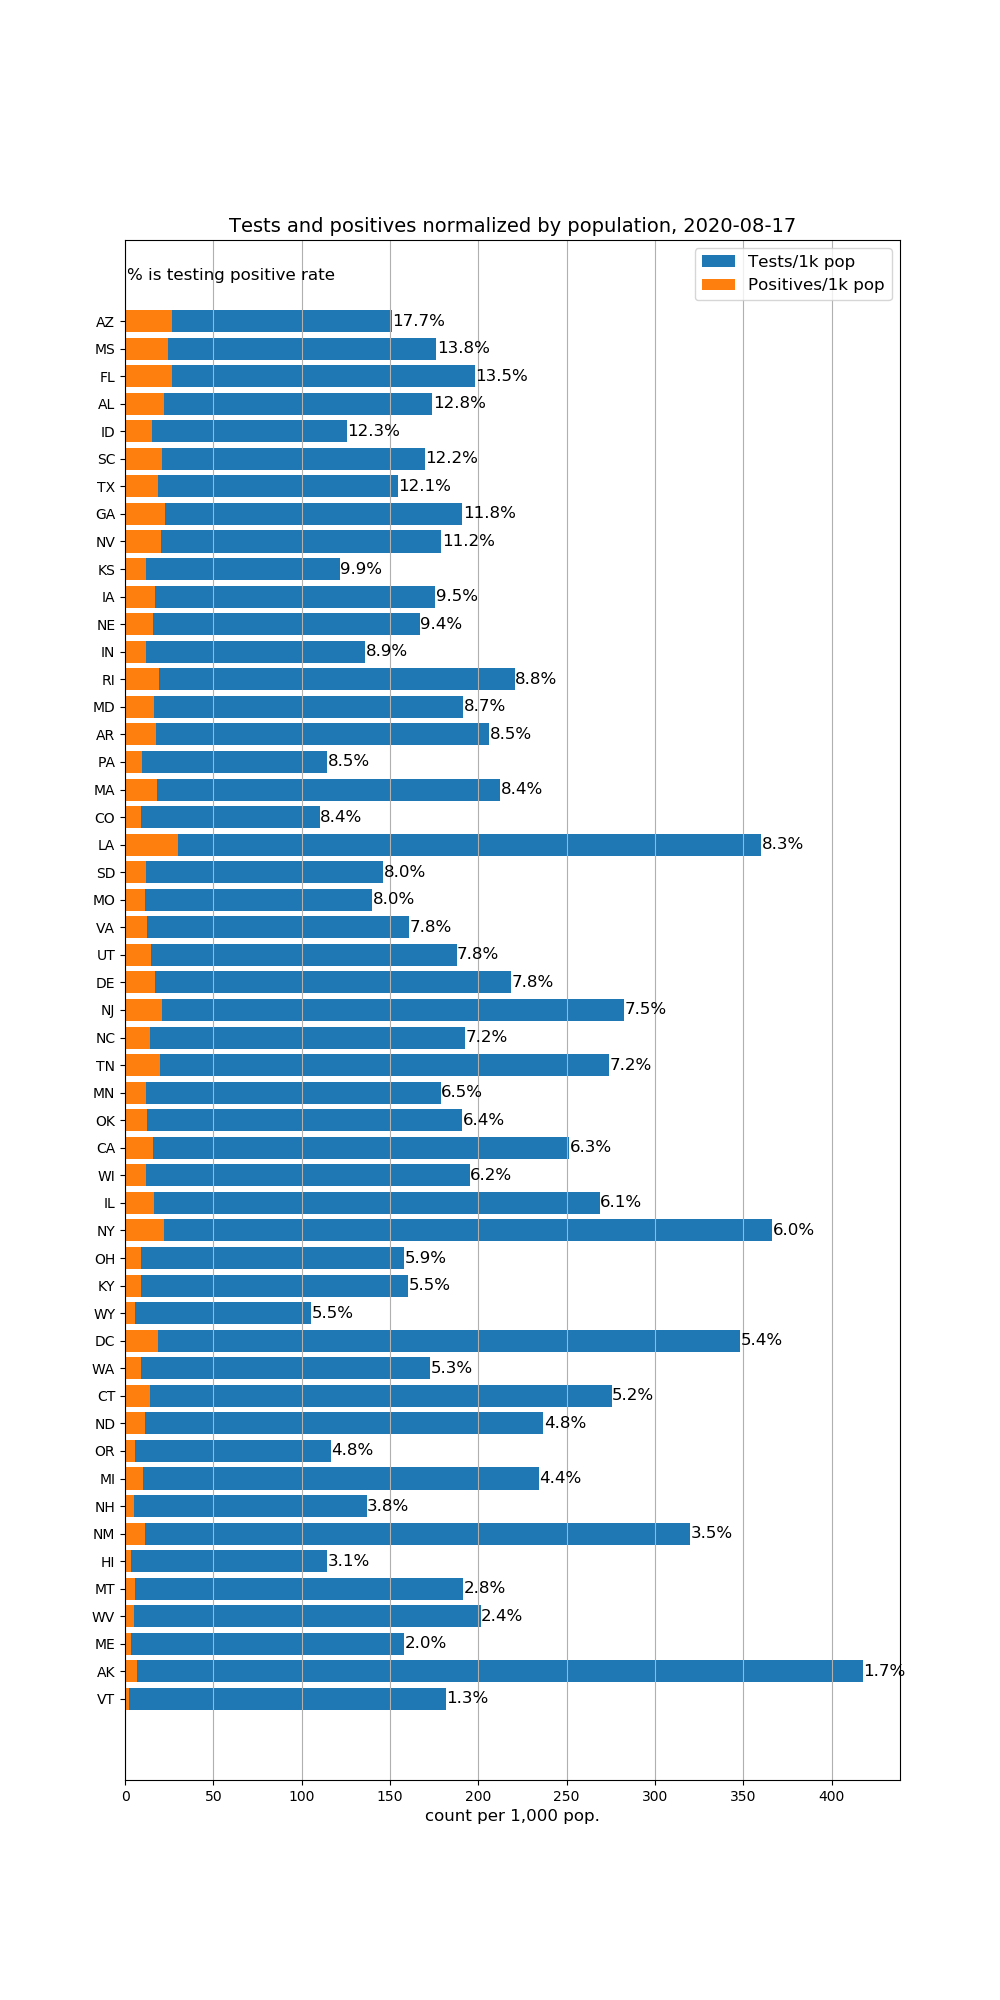 Tests and positives normalized by population, 2020-08-17
% is testing positive rate
Tests/1k pop
Positives/1k pop
AZ 17.7%
MS 13.8%
FL 13.5%
AL 12.8%
ID 12.3%
SC 12.2%
TX 12.1%
GA 11.8%
NV 11.2%
KS 9.9%
IA 9.5%
NE 9.4%
IN 8.9%
RI 8.8%
MD 8.7%
AR 8.5%
PA 8.5%
MA 8.4%
CO 8.4%
LA 8.3%
SD 8.0%
MO 8.0%
VA 7.8%
UT 7.8%
DE 7.8%
NJ 7.5%
NC 7.2%
TN 7.2%
MN 6.5%
OK 6.4%
CA 6.3%
WI 6.2%
IL 6.1%
NY 6.0%
OH 5.9%
KY 5.5%
WY 5.5%
DC 5.4%
WA 5.3%
CT 5.2%
ND 4.8%
OR 4.8%
MI 4.4%
NH 3.8%
NM 3.5%
HI 3.1%
MT 2.8%
WV 2.4%
ME 2.0%
AK 1.7%
VT 1.3%
0 50 100 150 200 250 300 350 400
count per 1,000 pop.